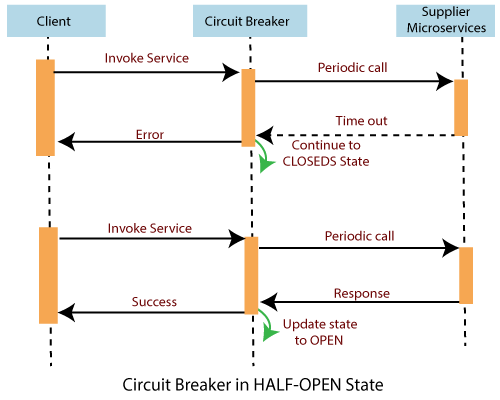 Client
Circuit Breaker
Supplier
Microservices
Invoke Service
Periodic call
Time out
Error
Continue to
CLOSEDS State
Invoke Service
Periodic call
Response
Success
Update state
to OPEN
Circuit Breaker in HALF-OPEN State